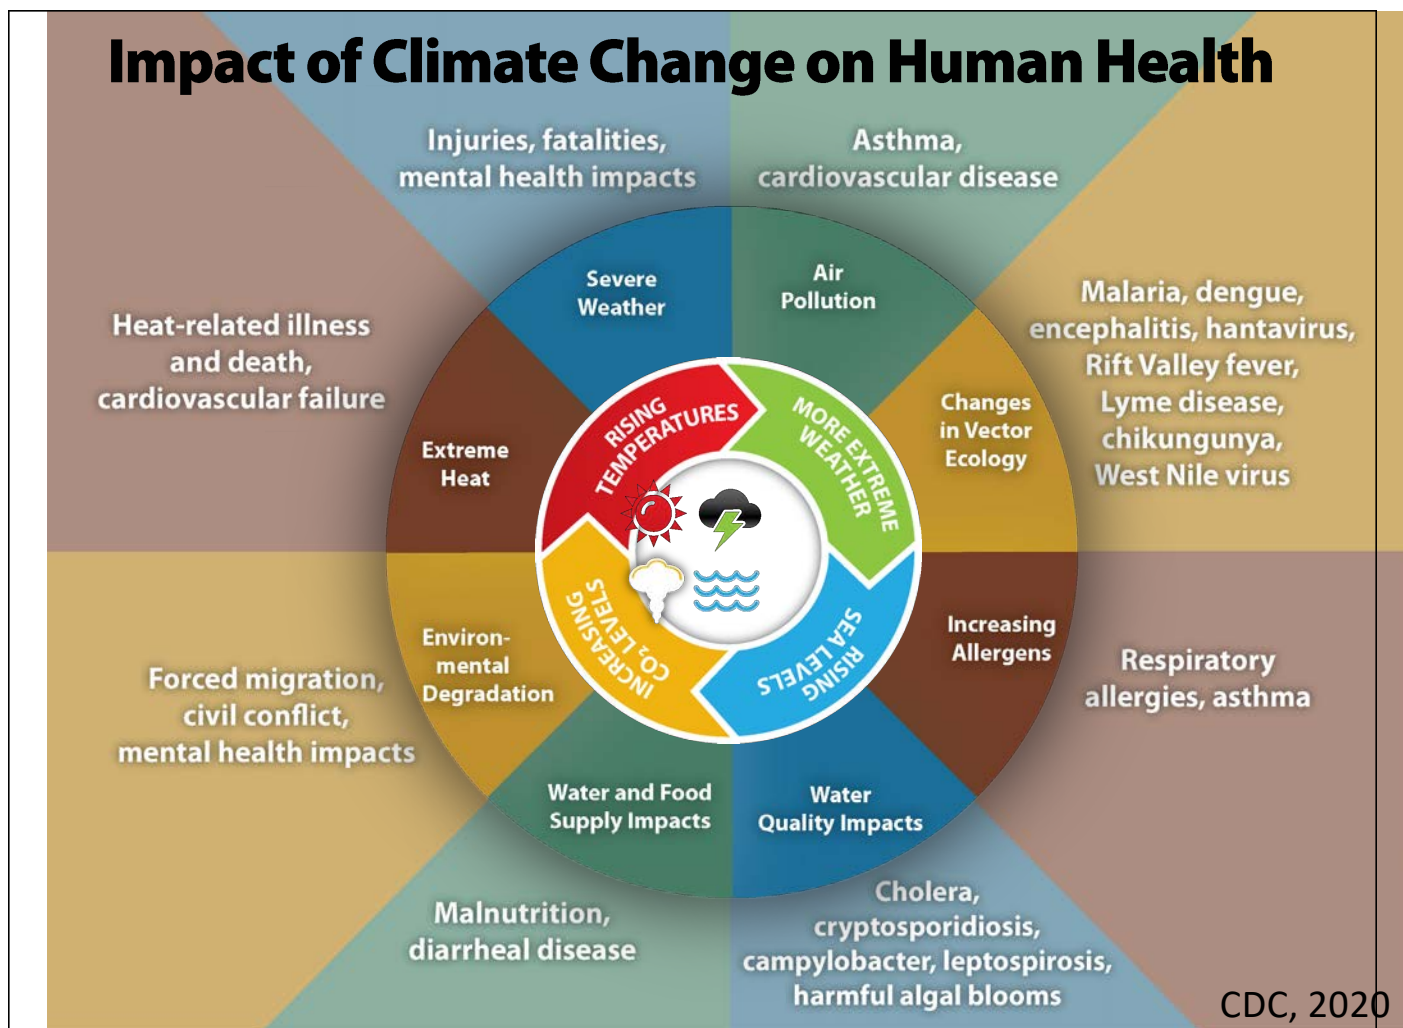 Impact of Climate Change on Human Health
Injuries, fatalities,
mental health impacts
Asthma,
cardiovascular disease
Severe
Weather
Air
Pollution
Malaria, dengue,
encephalitis, hantavirus,
Rift Valley fever,
Lyme disease,
chikungunya,
West Nile virus
Heat-related illness
and death,
cardiovascular failure
Extreme
Heat
Changes
in Vector
Ecology
RISING
TEMPERATURES
MORE EXTREME
WEATHER
INCREASING
CO₂ LEVELS
RISING
SEA LEVELS
Environ-
mental
Degradation
Increasing
Allergens
Forced migration,
civil conflict,
mental health impacts
Respiratory
allergies, asthma
Water and Food
Supply Impacts
Water
Quality Impacts
Malnutrition,
diarrheal disease
Cholera,
cryptosporidiosis,
campylobacter, leptospirosis,
harmful algal blooms
CDC, 2020